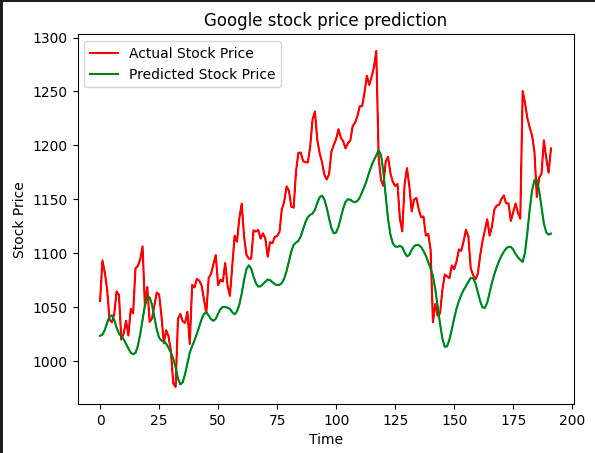 Google stock price prediction
Actual Stock Price
Predicted Stock Price
Stock Price
1300
1250
1200
1150
1100
1050
1000
0 25 50 75 100 125 150 175 200
Time